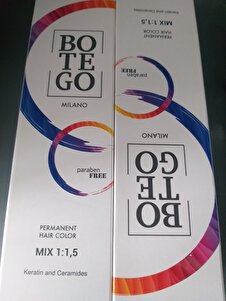 BO
TE
GO
MILANO
paraben
FREE
PERMANENT
HAIR COLOR
MIX 1:1,5
Keratin and Ceramides
BO
TE
GO
MILANO
paraben
FREE
PERMANENT
HAIR COLOR
MIX 1:1,5
Keratin and Ceramides